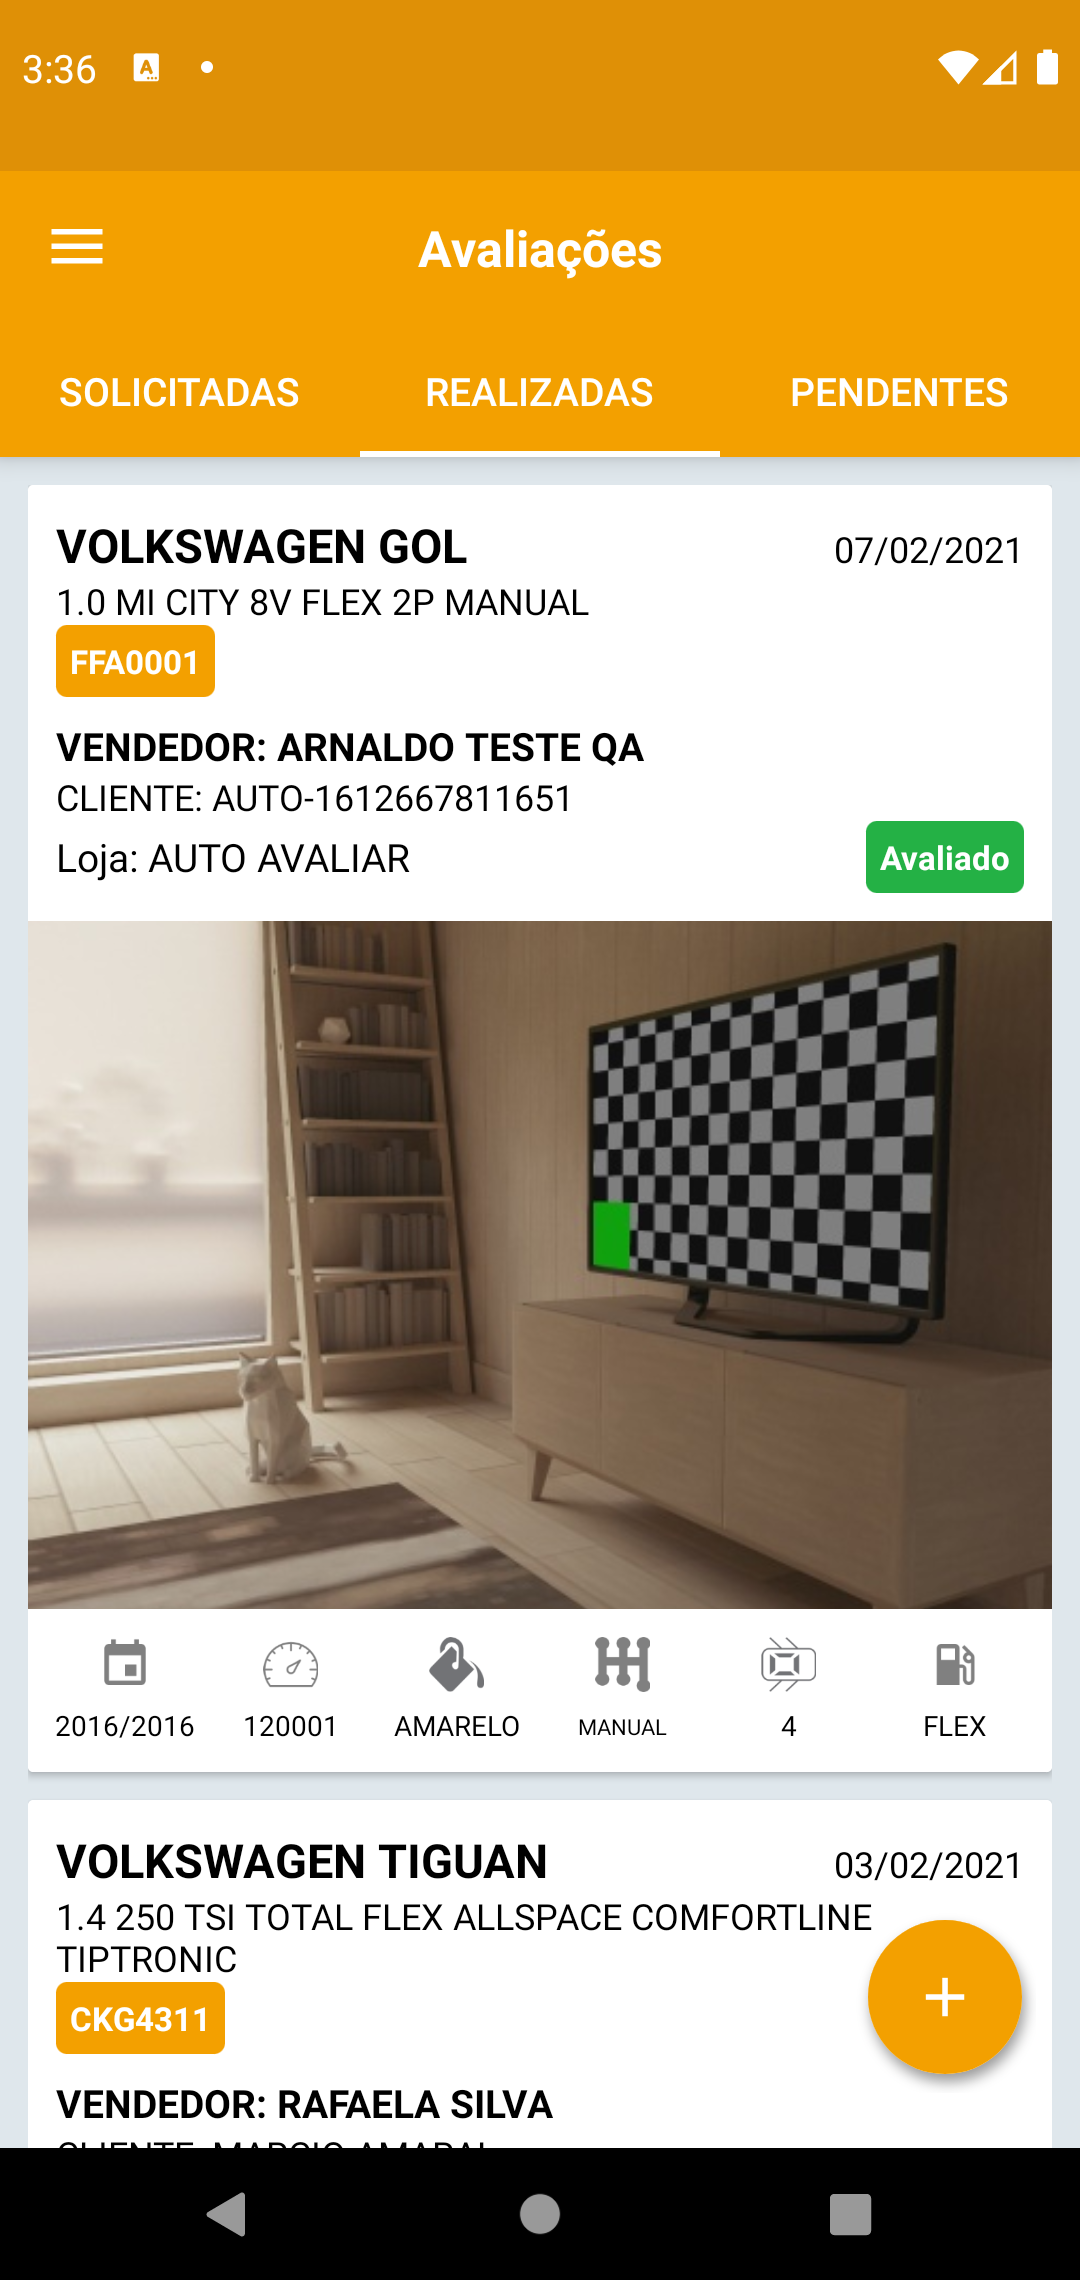 3:36
Avaliações
SOLICITADAS
REALIZADAS
PENDENTES
VOLKSWAGEN GOL
07/02/2021
1.0 MI CITY 8V FLEX 2P MANUAL
FFA0001
VENDEDOR: ARNALDO TESTE QA
CLIENTE: AUTO-1612667811651
Loja: AUTO AVALIAR
Avaliado
2016/2016
120001
AMARELO
MANUAL
4
FLEX
VOLKSWAGEN TIGUAN
03/02/2021
1.4 250 TSI TOTAL FLEX ALLSPACE COMFORTLINE
TIPTRONIC
CKG4311
VENDEDOR: RAFAELA SILVA